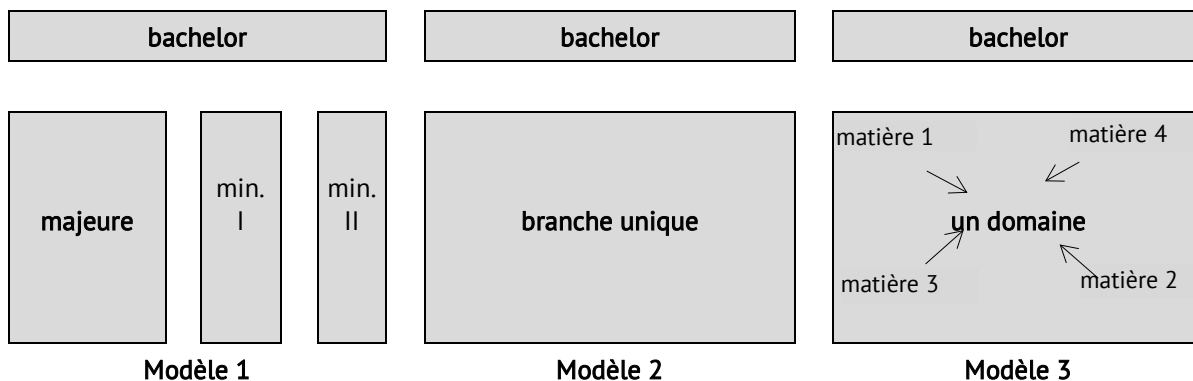 bachelor
majeure
min.
I
min.
II
Modèle 1
bachelor
branche unique
Modèle 2
bachelor
matière 1
matière 4
un domaine
matière 3
matière 2
Modèle 3